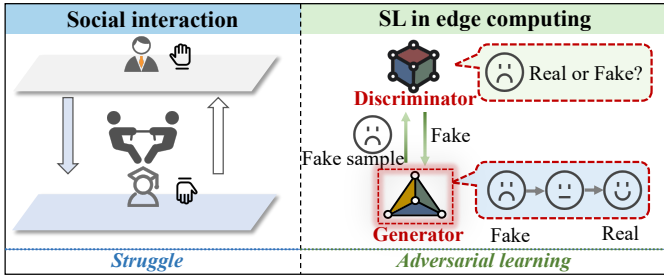 Social interaction
SL in edge computing
Real or Fake?
Discriminator
Fake
Fake sample
Generator
Fake
Real
Struggle
Adversarial learning